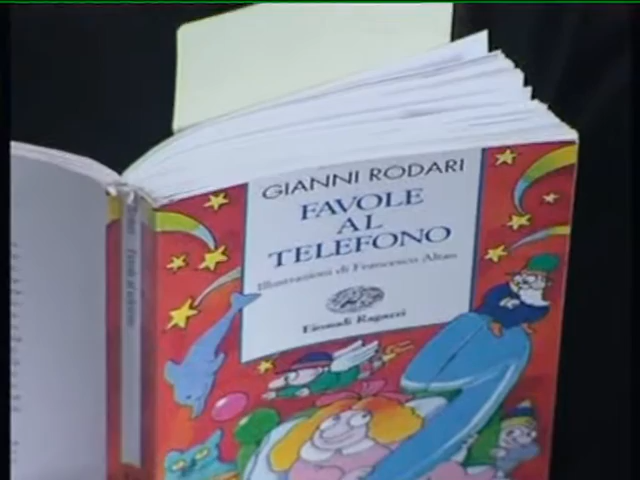 GIANNI RODARI
FAVOLE
AL
TELEFONO
Illustrazioni di Francesco Altan
Einaudi Ragazzi